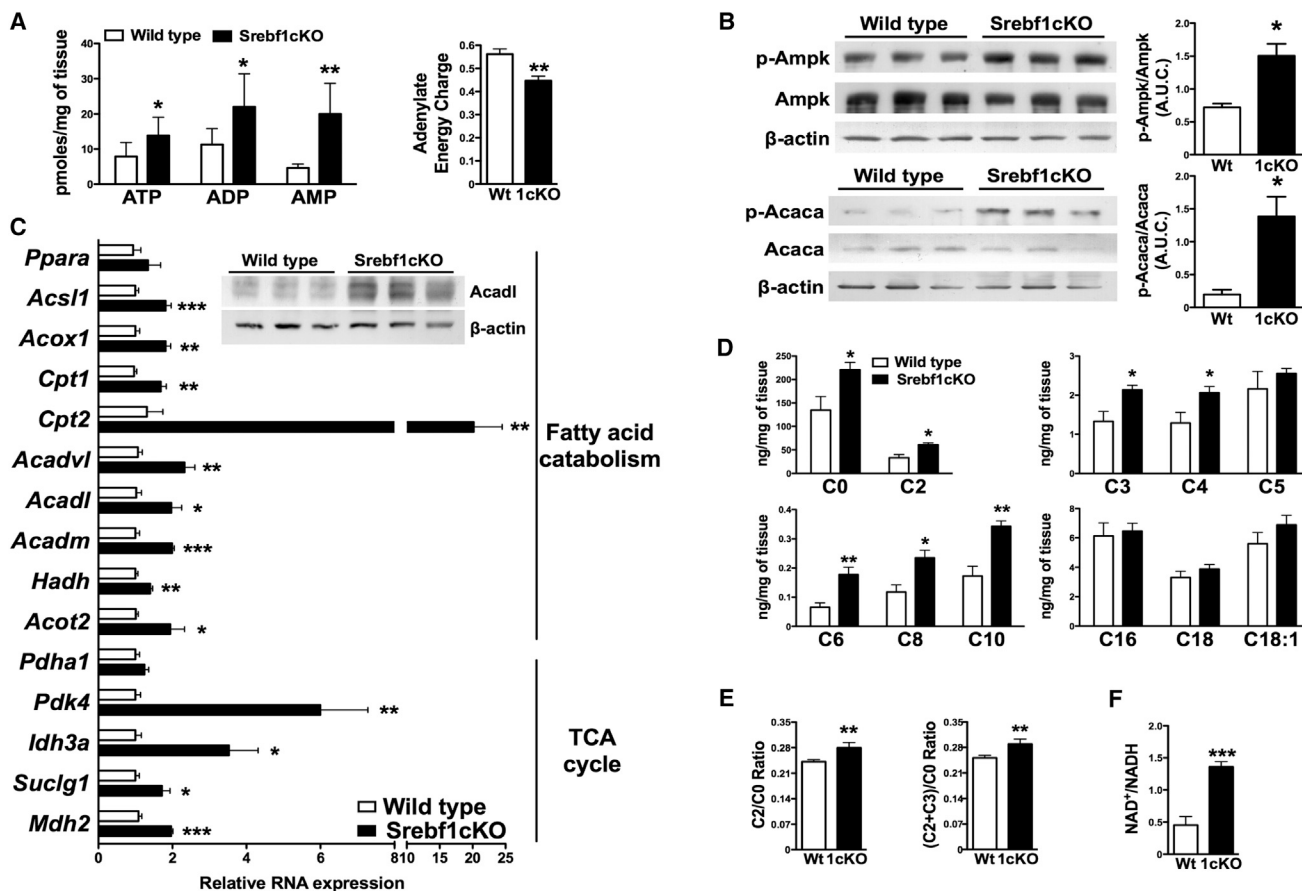 A
Wild type
Srebf1cKO
pmoles/mg of tissue
40
30
20
10
0
*
*
**
ATP
ADP
AMP
Adenylate
Energy Charge
0.6
0.5
0.4
0.3
0.2
0.1
0
**
Wt 1cKO
B
Wild type
Srebf1cKO
p-Ampk
Ampk
β-actin
p-Ampk/Ampk
(A.U.C.)
2.0
1.5
1.0
0.5
0.0
*
Wt
1cKO
Wild type
Srebf1cKO
p-Acaca
Acaca
β-actin
p-Acaca/Acaca
(A.U.C.)
2.0
1.5
1.0
0.5
0.0
*
Wt
1cKO
C
Ppara
Acsl1
***
Acox1
**
Cpt1
**
Cpt2
**
Acadvl
**
Acadl
*
Acadm
***
Hadh
**
Acot2
*
Pdha1
Pdk4
**
Idh3a
*
Suclg1
*
Mdh2
***
Wild type
Srebf1cKO
Acadl
β-actin
Fatty acid
catabolism
TCA
cycle
Wild type
Srebf1cKO
0 2 4 6 8 10 15 20 25
Relative RNA expression
D
Wild type
Srebf1cKO
ng/mg of tissue
250
200
150
100
50
0
*
*
C0
C2
ng/mg of tissue
3
2
1
0
*
*
C3
C4
C5
ng/mg of tissue
0.4
0.3
0.2
0.1
0
**
*
**
C6
C8
C10
ng/mg of tissue
8
6
4
2
0
C16
C18
C18:1
E
C2/C0 Ratio
0.35
0.28
0.21
0.14
0.07
0
**
Wt 1cKO
(C2+C3)/C0 Ratio
0.35
0.28
0.21
0.14
0.07
0
**
Wt 1cKO
F
NAD⁺/NADH
2.0
1.5
1.0
0.5
0
***
Wt 1cKO